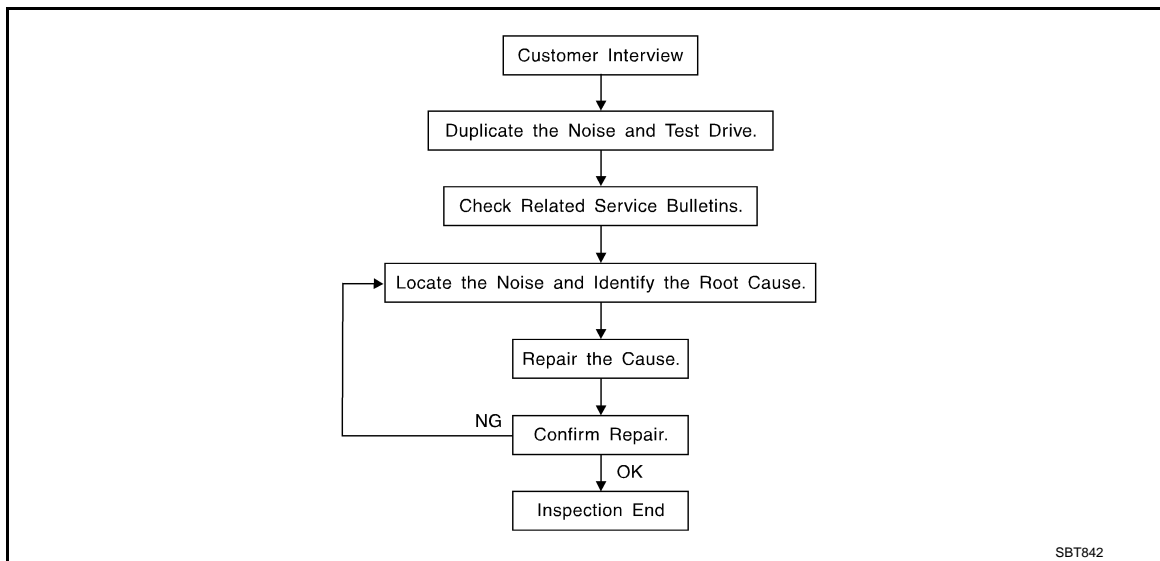 Customer Interview
Duplicate the Noise and Test Drive.
Check Related Service Bulletins.
Locate the Noise and Identify the Root Cause.
Repair the Cause.
NG
Confirm Repair.
OK
Inspection End
SBT842